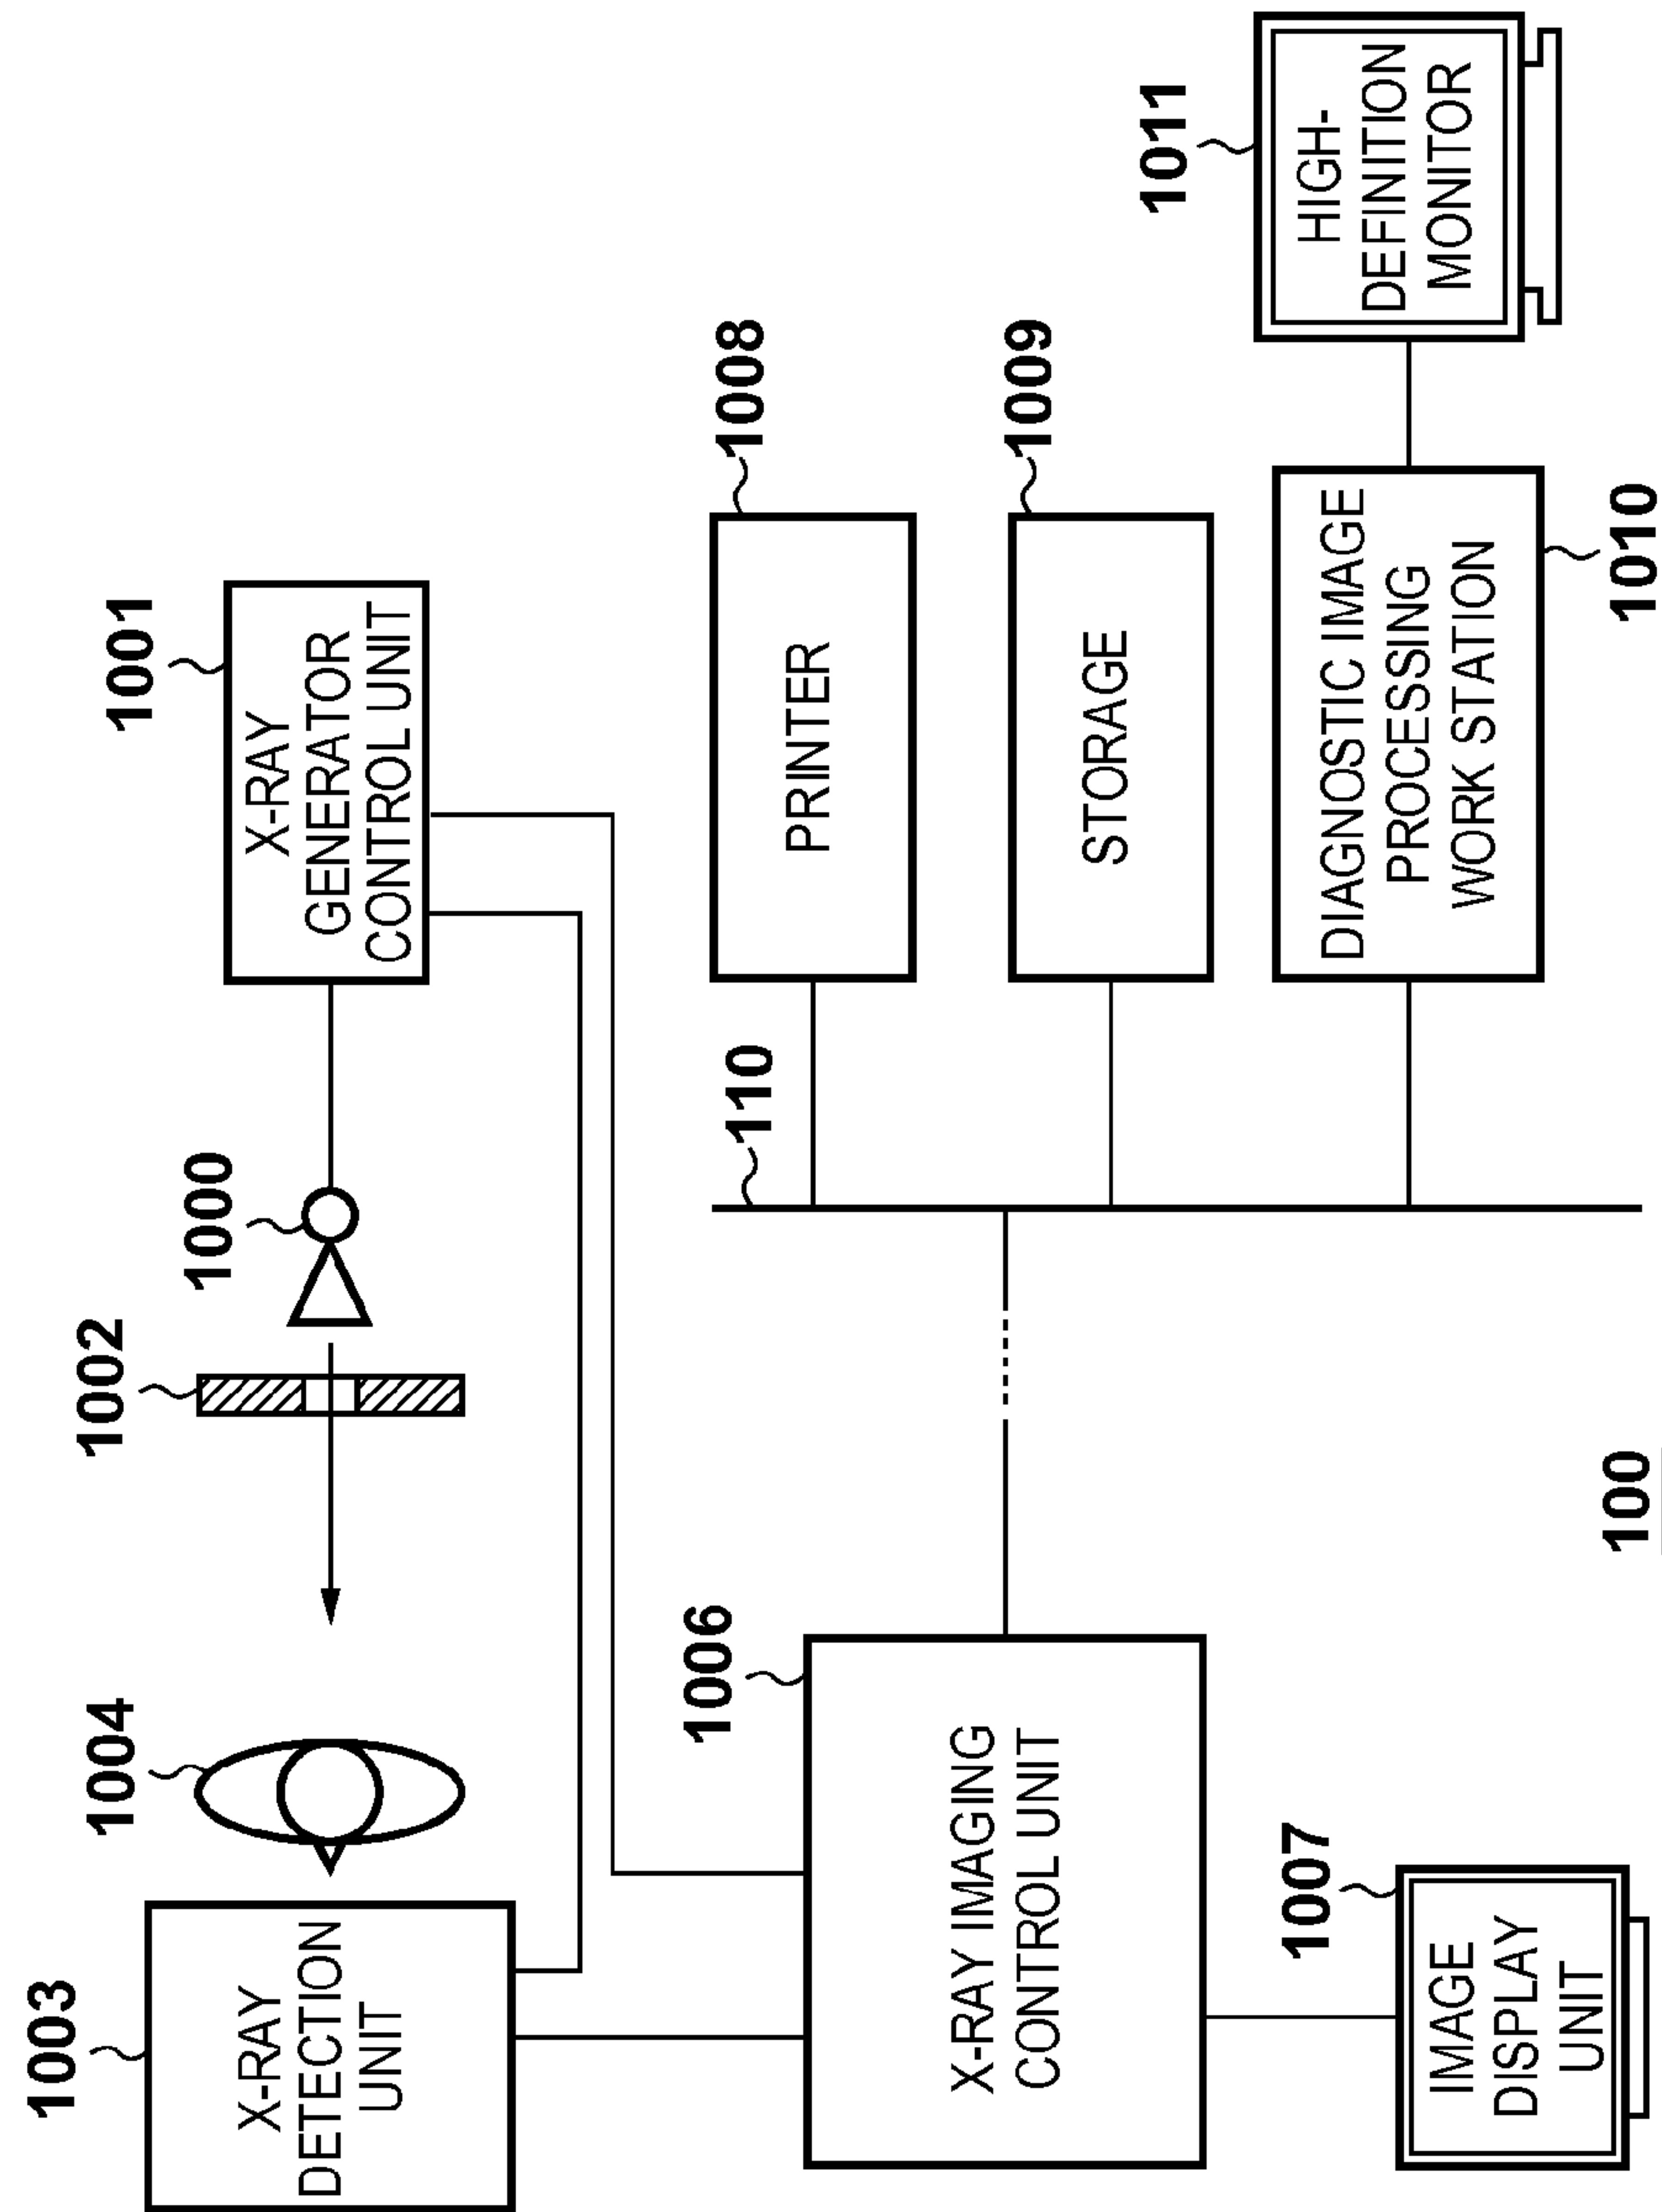 1003
X-RAY
DETECTION
UNIT
1004
1002
1000
1001
X-RAY
GENERATOR
CONTROL UNIT
1006
X-RAY IMAGING
CONTROL UNIT
110
1008
PRINTER
1009
STORAGE
1007
IMAGE
DISPLAY
UNIT
DIAGNOSTIC IMAGE
PROCESSING
WORK STATION
1010
1011
HIGH-
DEFINITION
MONITOR
100